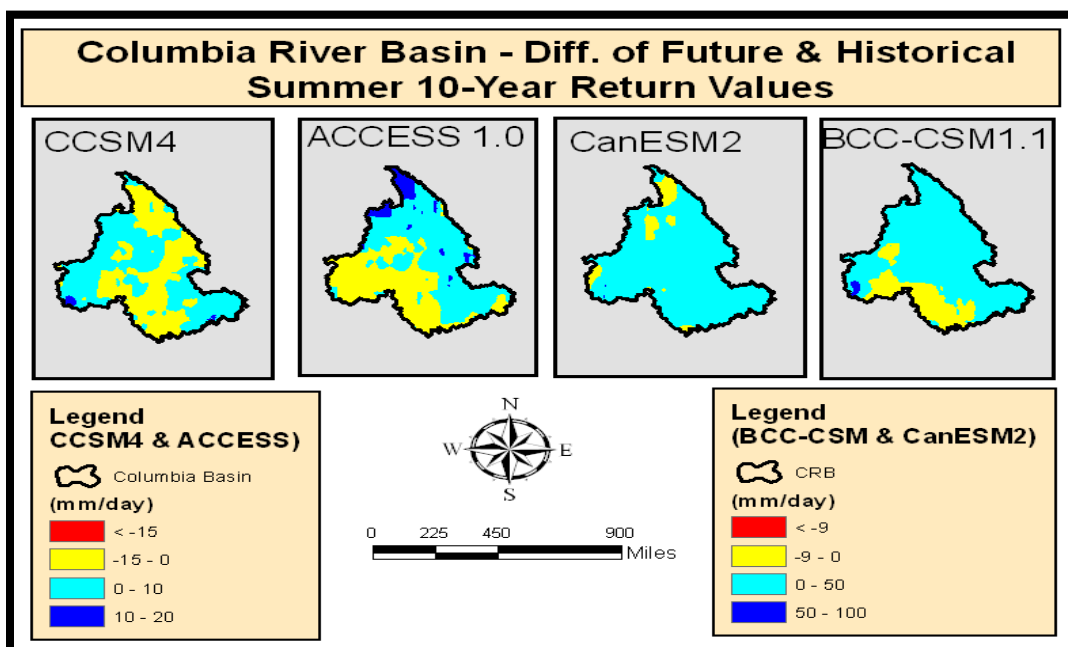 Columbia River Basin - Diff. of Future & Historical
Summer 10-Year Return Values
CCSM4
ACCESS 1.0
CanESM2
BCC-CSM1.1
Legend
CCSM4 & ACCESS)
Columbia Basin
(mm/day)
< -15
-15 - 0
0 - 10
10 - 20
N
W
E
S
0 225 450 900
Miles
Legend
(BCC-CSM & CanESM2)
CRB
(mm/day)
< -9
-9 - 0
0 - 50
50 - 100